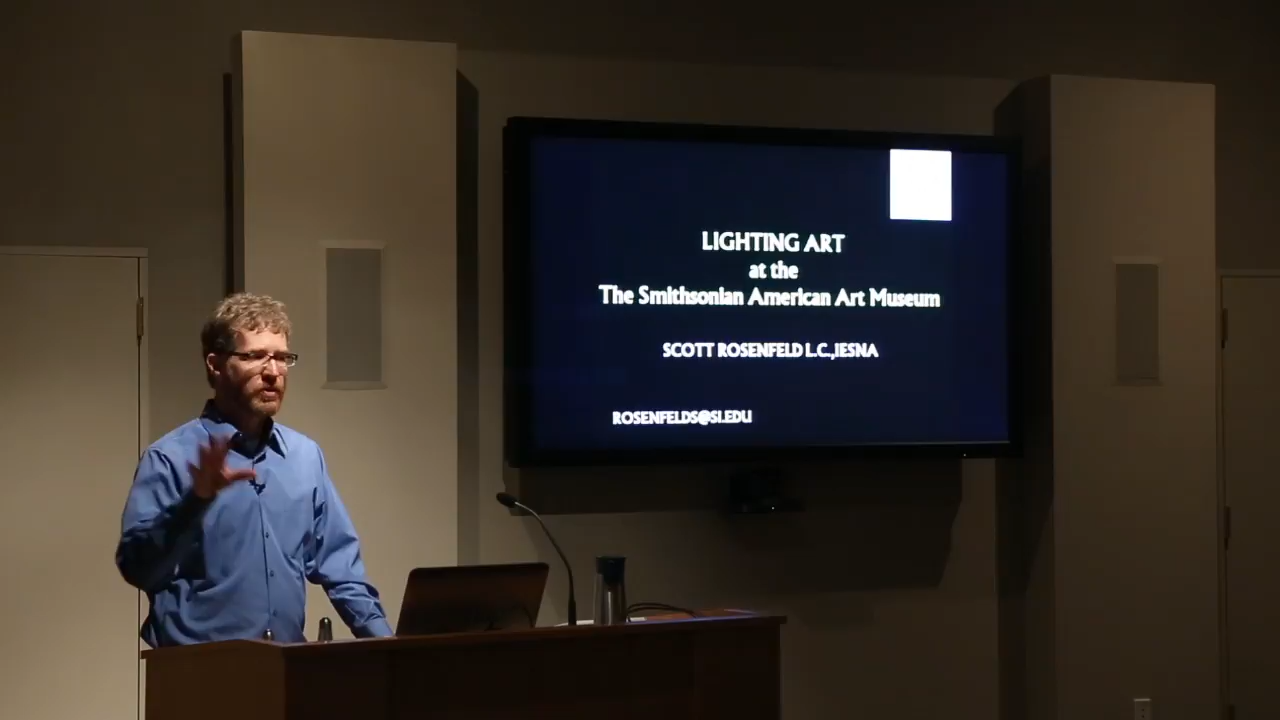 LIGHTING ART
at the
The Smithsonian American Art Museum
SCOTT ROSENFELD L.C.,IESNA
ROSENFELDS@SI.EDU